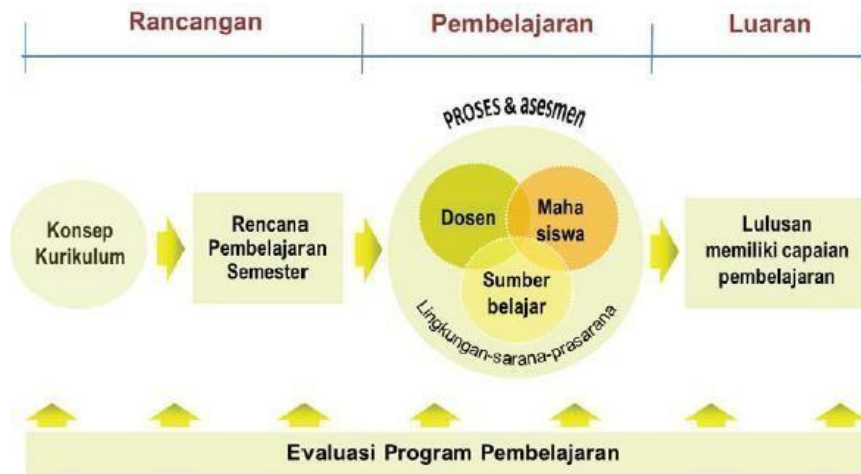 Rancangan
Pembelajaran
Luaran
PROSES & asesmen
Konsep
Kurikulum
Rencana
Pembelajaran
Semester
Dosen
Maha
siswa
Sumber
belajar
Lingkungan-sarana-prasarana
Lulusan
memiliki capaian
pembelajaran
Evaluasi Program Pembelajaran